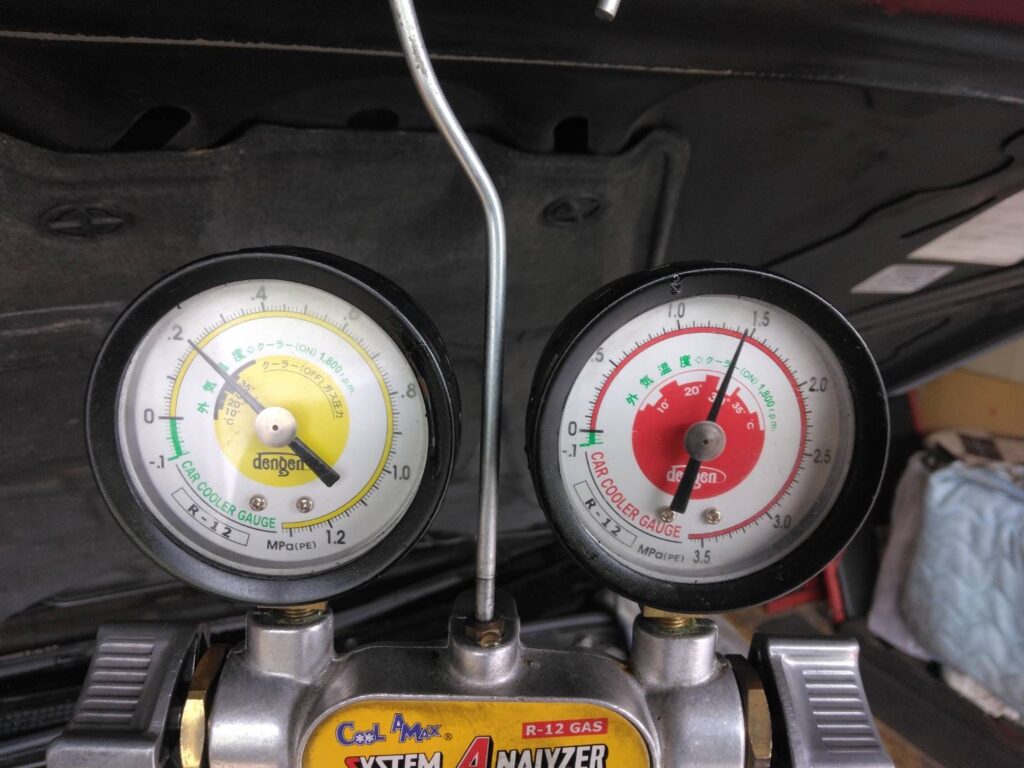 .4
.6
.2
.8
0
-.1
1.0
1.2
外気温度 クーラー(ON)1,800r.p.m.
クーラー(OFF)ガス圧力
dengen
CAR COOLER GAUGE
R-12
MPa(PE)
1.0
1.5
.5
2.0
0
-.1
2.5
3.0
3.5
外気温度 クーラー(ON)1,800r.p.m.
10° 20° 35°C
dengen
CAR COOLER GAUGE
R-12
MPa(PE)
COOL AMAX®
R-12 GAS
SYSTEM ANALYZER